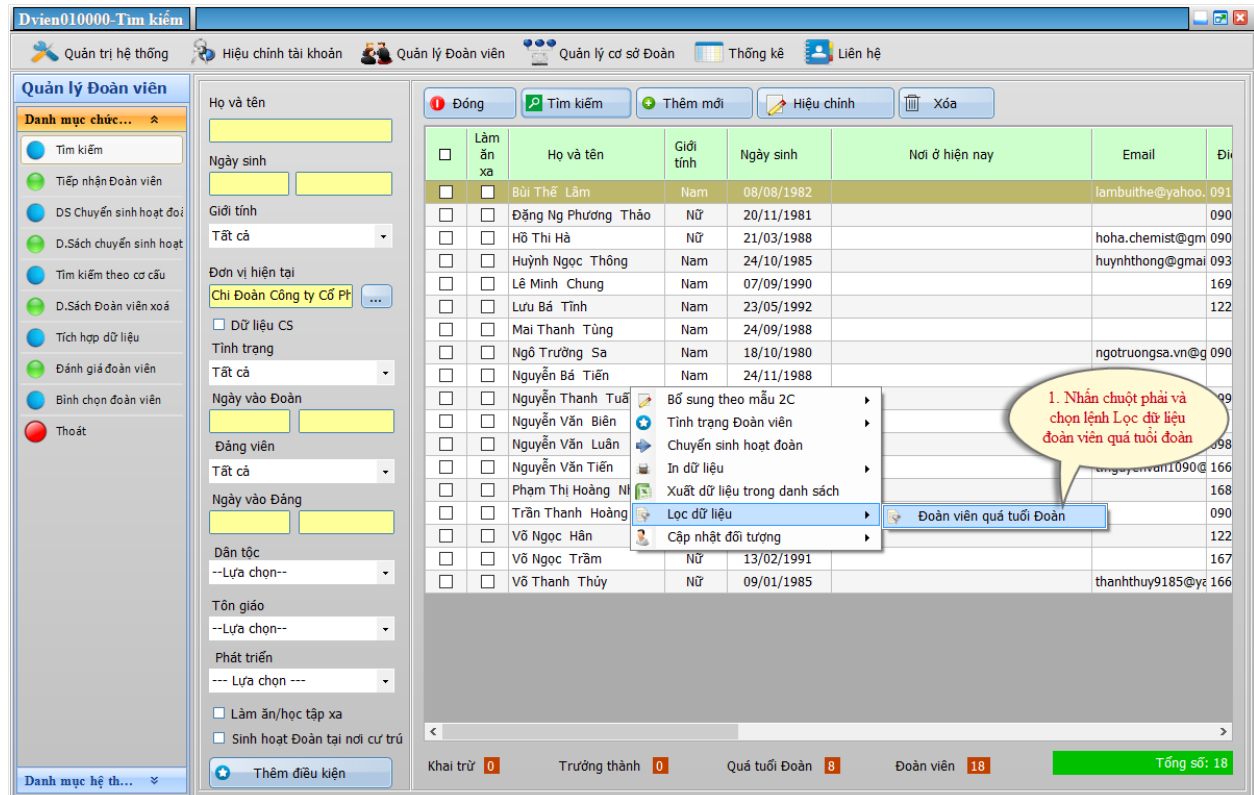 Dvien010000-Tìm kiếm
Quản trị hệ thống Hiệu chỉnh tài khoản Quản lý Đoàn viên Quản lý cơ sở Đoàn Thống kê Liên hệ
Quản lý Đoàn viên
Danh mục chức...
Tìm kiếm
Tiếp nhận Đoàn viên
DS Chuyển sinh hoạt đoà
D.Sách chuyển sinh hoạt
Tìm kiếm theo cơ cấu
D.Sách Đoàn viên xoá
Tích hợp dữ liệu
Đánh giá đoàn viên
Bình chọn đoàn viên
Thoát
Danh mục hệ th...
Họ và tên
Ngày sinh
Giới tính
Tất cả
Đơn vị hiện tại
Chi Đoàn Công ty Cổ Ph ...
Dữ liệu CS
Tình trạng
Tất cả
Ngày vào Đoàn
Đảng viên
Tất cả
Ngày vào Đảng
Dân tộc
--Lựa chọn--
Tôn giáo
--Lựa chọn--
Phát triển
--- Lựa chọn ---
Làm ăn/học tập xa
Sinh hoạt Đoàn tại nơi cư trú
Thêm điều kiện
Đóng Tìm kiếm Thêm mới Hiệu chỉnh Xóa
Làm ăn xa Họ và tên Giới tính Ngày sinh Nơi ở hiện nay Email Điệ
Bùi Thế Lâm Nam 08/08/1982 lambuithe@yahoo. 091
Đặng Ng Phương Thảo Nữ 20/11/1981 090
Hồ Thi Hà Nữ 21/03/1988 hoha.chemist@gm 090
Huỳnh Ngọc Thông Nam 24/10/1985 huynhthong@gmai 093
Lê Minh Chung Nam 07/09/1990 169
Lưu Bá Tĩnh Nam 23/05/1992 122
Mai Thanh Tùng Nam 24/09/1988
Ngô Trường Sa Nam 18/10/1980 ngotruongsa.vn@g 090
Nguyễn Bá Tiến Nam 24/11/1988
Nguyễn Thanh Tuấ
Nguyễn Văn Biên
Nguyễn Văn Luân 098
Nguyễn Văn Tiến 166
Phạm Thị Hoàng Nh 168
Trần Thanh Hoàng 090
Võ Ngọc Hân 122
Võ Ngọc Trầm Nữ 13/02/1991 167
Võ Thanh Thúy Nữ 09/01/1985 thanhthuy9185@ya 166
Bổ sung theo mẫu 2C
Tình trạng Đoàn viên
Chuyển sinh hoạt đoàn
In dữ liệu
Xuất dữ liệu trong danh sách
Lọc dữ liệu
Cập nhật đối tượng
Đoàn viên quá tuổi Đoàn
1. Nhấn chuột phải và
chọn lệnh Lọc dữ liệu
đoàn viên quá tuổi đoàn
Khai trừ 0 Trưởng thành 0 Quá tuổi Đoàn 8 Đoàn viên 18 Tổng số: 18